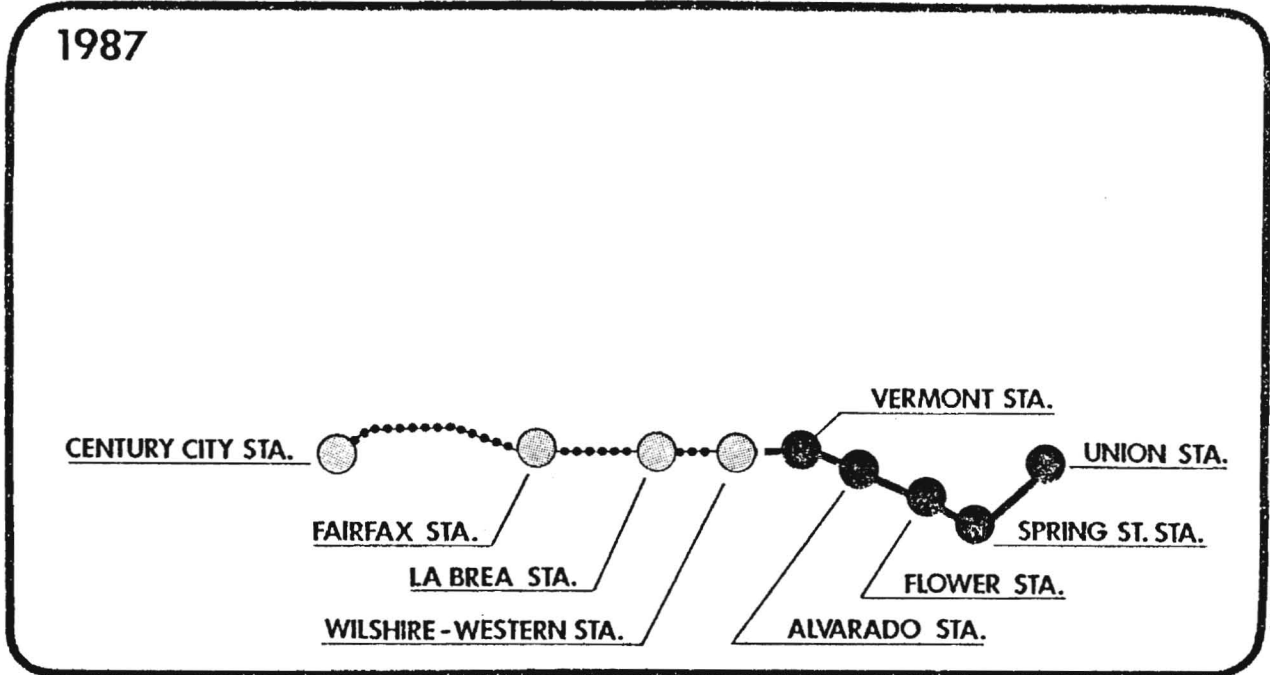 1987
VERMONT STA.
CENTURY CITY STA.
UNION STA.
FAIRFAX STA.
SPRING ST. STA.
LA BREA STA.
FLOWER STA.
WILSHIRE-WESTERN STA.
ALVARADO STA.